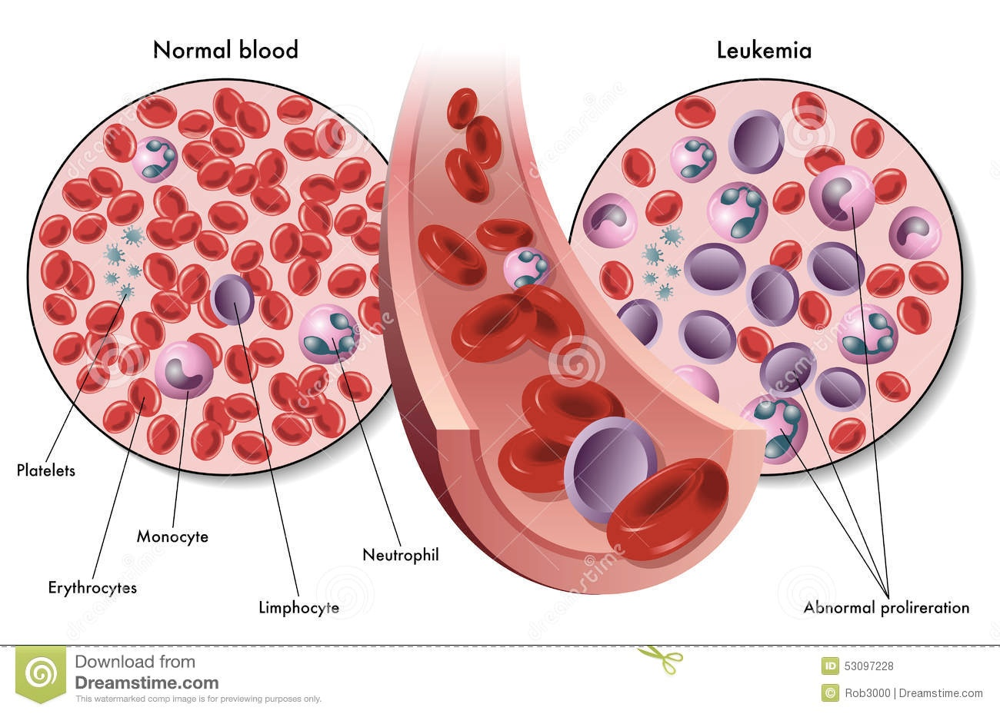 Normal blood
Leukemia
Platelets
Monocyte
Neutrophil
Erythrocytes
Limphocyte
Abnormal prolireration
dreamstime
Download from
Dreamstime.com
This watermarked comp image is for previewing purposes only.
ID 53097228
© Rob3000 | Dreamstime.com